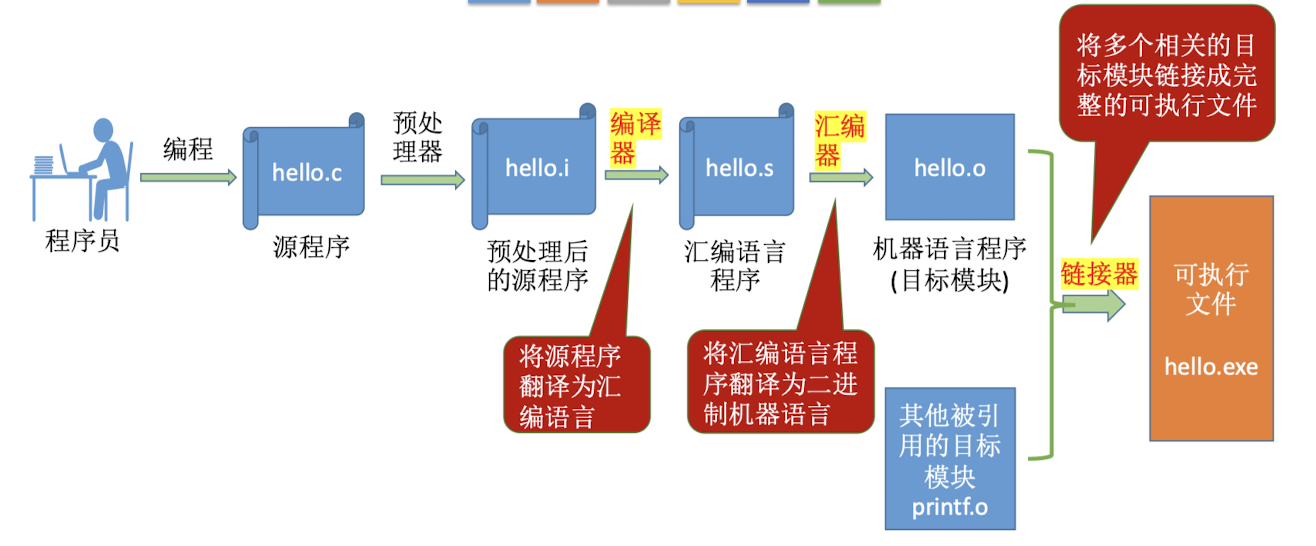 将多个相关的目
标模块链接成完
整的可执行文件
编程
预处
理器
编译
器
汇编
器
hello.c
hello.i
hello.s
hello.o
程序员
源程序
预处理后
的源程序
汇编语言
程序
机器语言程序
(目标模块)
链接器
可执行
文件
hello.exe
将源程序
翻译为汇
编语言
将汇编语言程
序翻译为二进
制机器语言
其他被引
用的目标
模块
printf.o